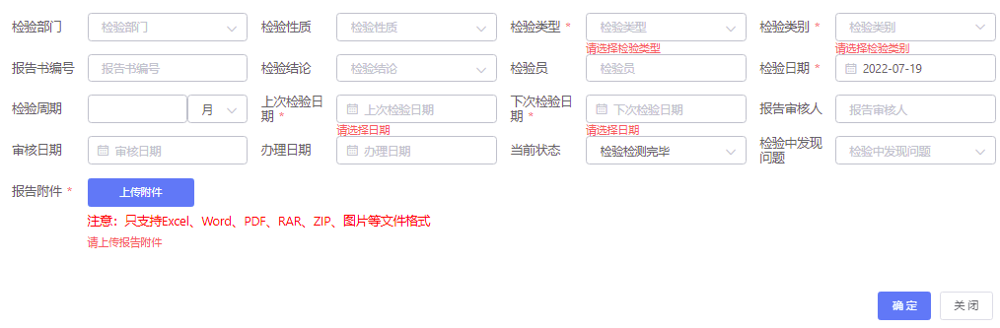 检验部门 检验部门 检验性质 检验性质 检验类型 * 检验类型 检验类别 * 检验类别
请选择检验类型 请选择检验类别
报告书编号 报告书编号 检验结论 检验结论 检验员 检验员 检验日期 * 2022-07-19
检验周期 月 上次检验日期 * 上次检验日期 下次检验日期 * 下次检验日期 报告审核人 报告审核人
请选择日期 请选择日期
审核日期 审核日期 办理日期 办理日期 当前状态 检验检测完毕 检验中发现问题 检验中发现问题
报告附件 * 上传附件
注意：只支持Excel、Word、PDF、RAR、ZIP、图片等文件格式
请上传报告附件
确定 关闭